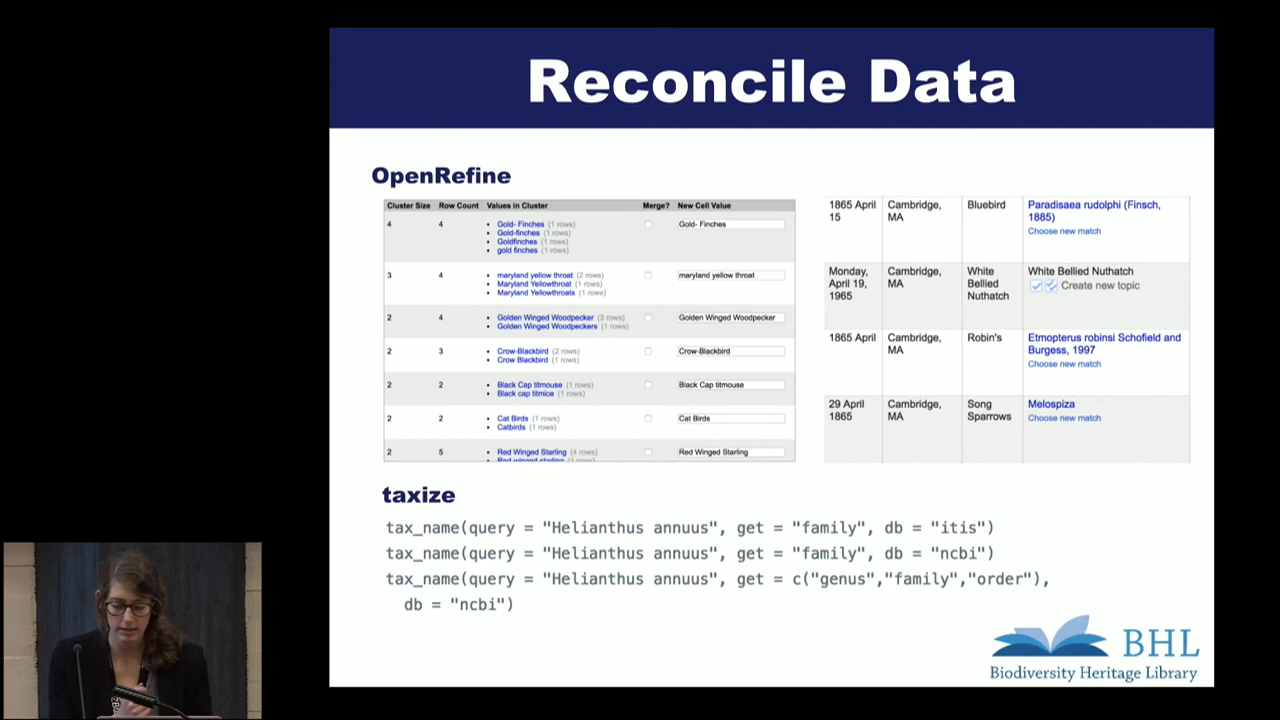 Reconcile Data
OpenRefine
Cluster Size Row Count Values in Cluster Merge? New Cell Value
4 4 • Gold- Finches (1 rows) Gold- Finches
• Gold-finches (1 rows)
• Goldfinches (1 rows)
• gold finches (1 rows)
3 4 • maryland yellow throat (2 rows) maryland yellow throat
• Maryland Yellowthroat (1 rows)
• Maryland Yellowthroats (1 rows)
2 4 • Golden Winged Woodpecker (3 rows) Golden Winged Woodpecker
• Golden Winged Woodpeckers (1 rows)
2 3 • Crow-Blackbird (2 rows) Crow-Blackbird
• Crow Blackbird (1 rows)
2 2 • Black Cap titmouse (1 rows) Black Cap titmouse
• Black cap titmice (1 rows)
2 2 • Cat Birds (1 rows) Cat Birds
• Catbirds (1 rows)
2 5 • Red Winged Starling (4 rows) Red Winged Starling
• Red winged starling (1 rows)
1865 April Cambridge, Bluebird Paradisaea rudolphi (Finsch,
15 MA 1885)
Choose new match
Monday, Cambridge, White White Bellied Nuthatch
April 19, MA Bellied Create new topic
1965 Nuthatch
1865 April Cambridge, Robin's Etmopterus robinsi Schofield and
MA Burgess, 1997
Choose new match
29 April Cambridge, Song Melospiza
1865 MA Sparrows Choose new match
taxize
tax_name(query = "Helianthus annuus", get = "family", db = "itis")
tax_name(query = "Helianthus annuus", get = "family", db = "ncbi")
tax_name(query = "Helianthus annuus", get = c("genus","family","order"),
db = "ncbi")
BHL
Biodiversity Heritage Library